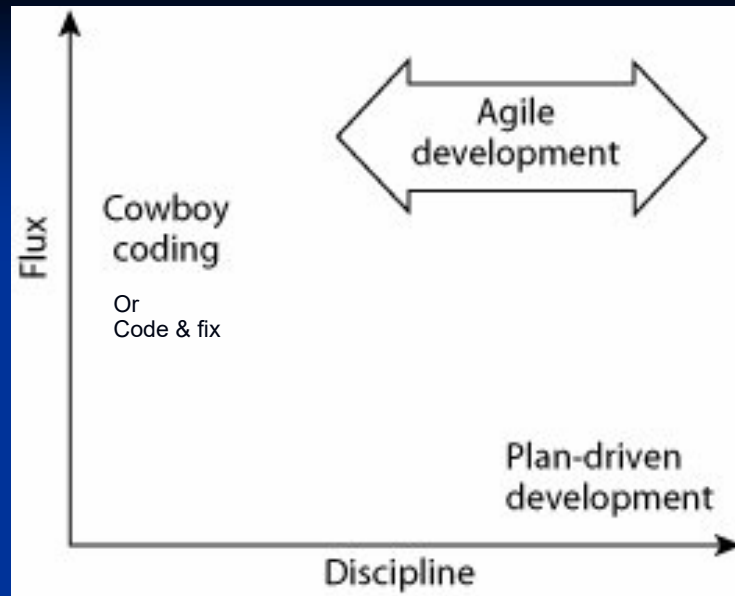 Agile
development
Cowboy
coding
Or
Code & fix
Flux
Plan-driven
development
Discipline